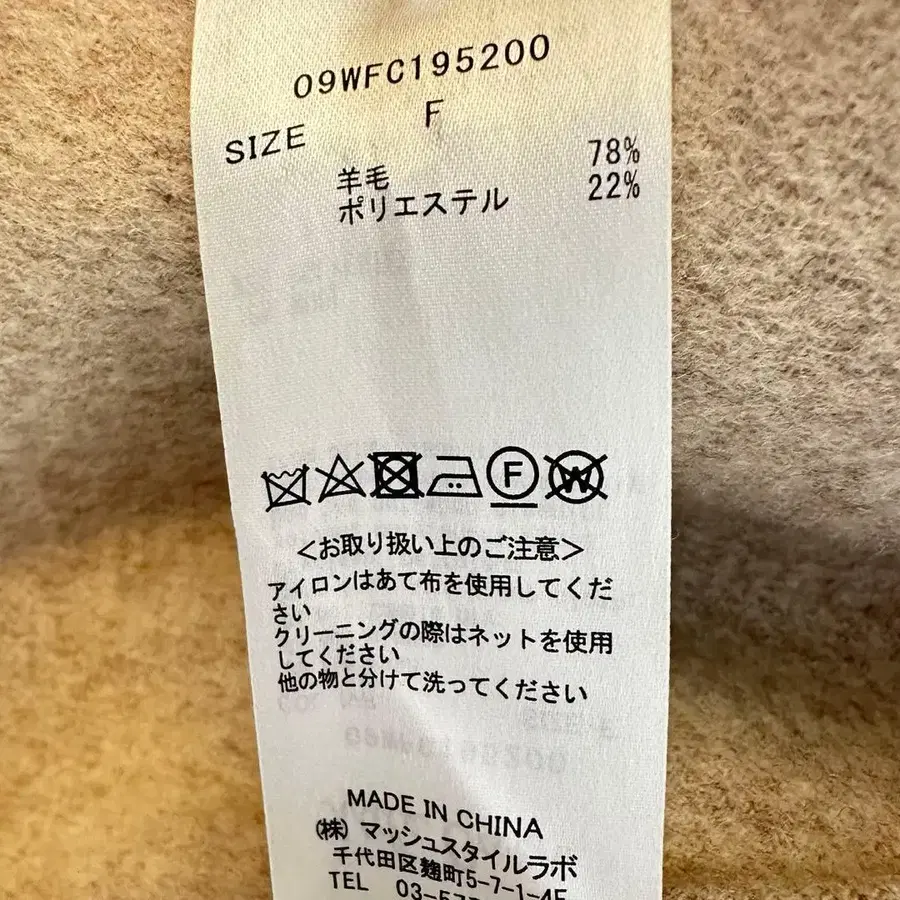 09WFC195200
SIZE F
羊毛 78%
ポリエステル 22%
F W
<お取り扱い上のご注意>
アイロンはあて布を使用してくだ
さい
クリーニングの際はネットを使用
してください
他の物と分けて洗ってください
MADE IN CHINA
(株) マッシュスタイルラボ
千代田区麹町5-7-1-4F
TEL 03-5